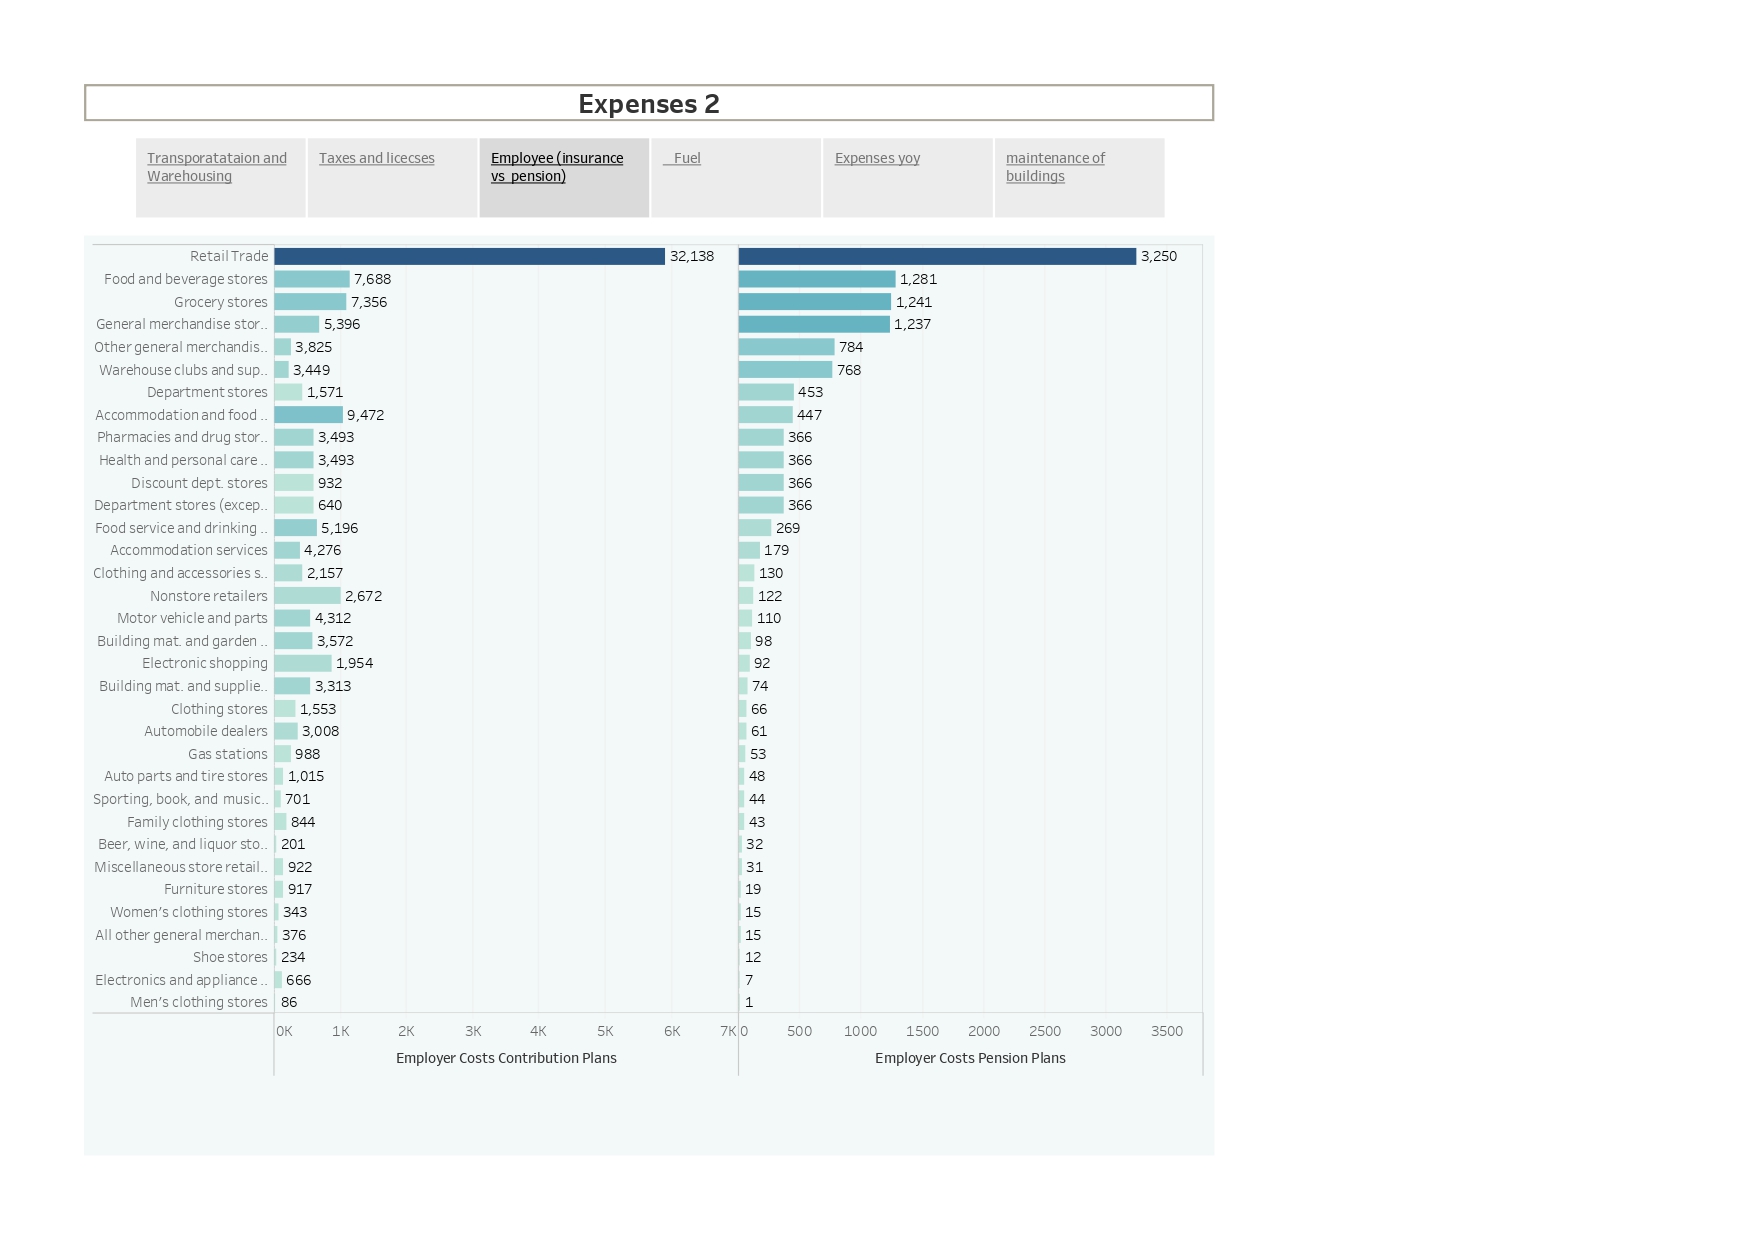 Expenses 2
Transporatataion and
Warehousing
Taxes and licecses
Employee (insurance
vs pension)
Fuel
Expenses yoy
maintenance of
buildings
Retail Trade 32,138 3,250
Food and beverage stores 7,688 1,281
Grocery stores 7,356 1,241
General merchandise stor.. 5,396 1,237
Other general merchandis.. 3,825 784
Warehouse clubs and sup.. 3,449 768
Department stores 1,571 453
Accommodation and food .. 9,472 447
Pharmacies and drug stor.. 3,493 366
Health and personal care .. 3,493 366
Discount dept. stores 932 366
Department stores (excep.. 640 366
Food service and drinking .. 5,196 269
Accommodation services 4,276 179
Clothing and accessories s.. 2,157 130
Nonstore retailers 2,672 122
Motor vehicle and parts 4,312 110
Building mat. and garden .. 3,572 98
Electronic shopping 1,954 92
Building mat. and supplie.. 3,313 74
Clothing stores 1,553 66
Automobile dealers 3,008 61
Gas stations 988 53
Auto parts and tire stores 1,015 48
Sporting, book, and music.. 701 44
Family clothing stores 844 43
Beer, wine, and liquor sto.. 201 32
Miscellaneous store retail.. 922 31
Furniture stores 917 19
Women's clothing stores 343 15
All other general merchan.. 376 15
Shoe stores 234 12
Electronics and appliance .. 666 7
Men's clothing stores 86 1
0K 1K 2K 3K 4K 5K 6K 7K 0 500 1000 1500 2000 2500 3000 3500
Employer Costs Contribution Plans Employer Costs Pension Plans